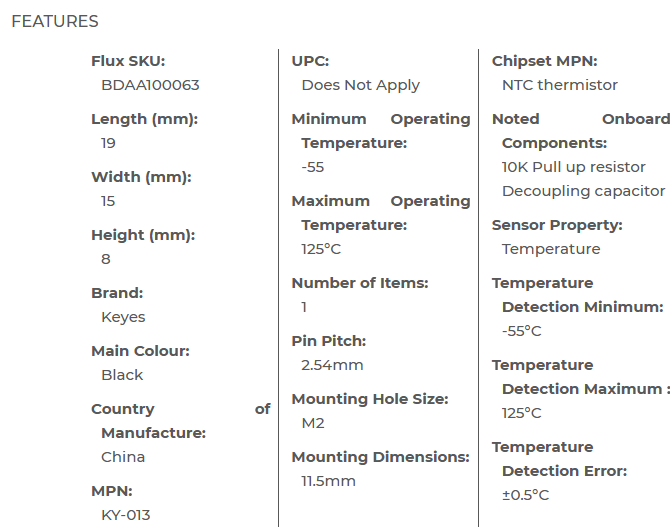 FEATURES
Flux SKU:
BDAA100063
Length (mm):
19
Width (mm):
15
Height (mm):
8
Brand:
Keyes
Main Colour:
Black
Country of
Manufacture:
China
MPN:
KY-013
UPC:
Does Not Apply
Minimum Operating
Temperature:
-55
Maximum Operating
Temperature:
125°C
Number of Items:
1
Pin Pitch:
2.54mm
Mounting Hole Size:
M2
Mounting Dimensions:
11.5mm
Chipset MPN:
NTC thermistor
Noted Onboard
Components:
10K Pull up resistor
Decoupling capacitor
Sensor Property:
Temperature
Temperature
Detection Minimum:
-55°C
Temperature
Detection Maximum :
125°C
Temperature
Detection Error:
±0.5°C